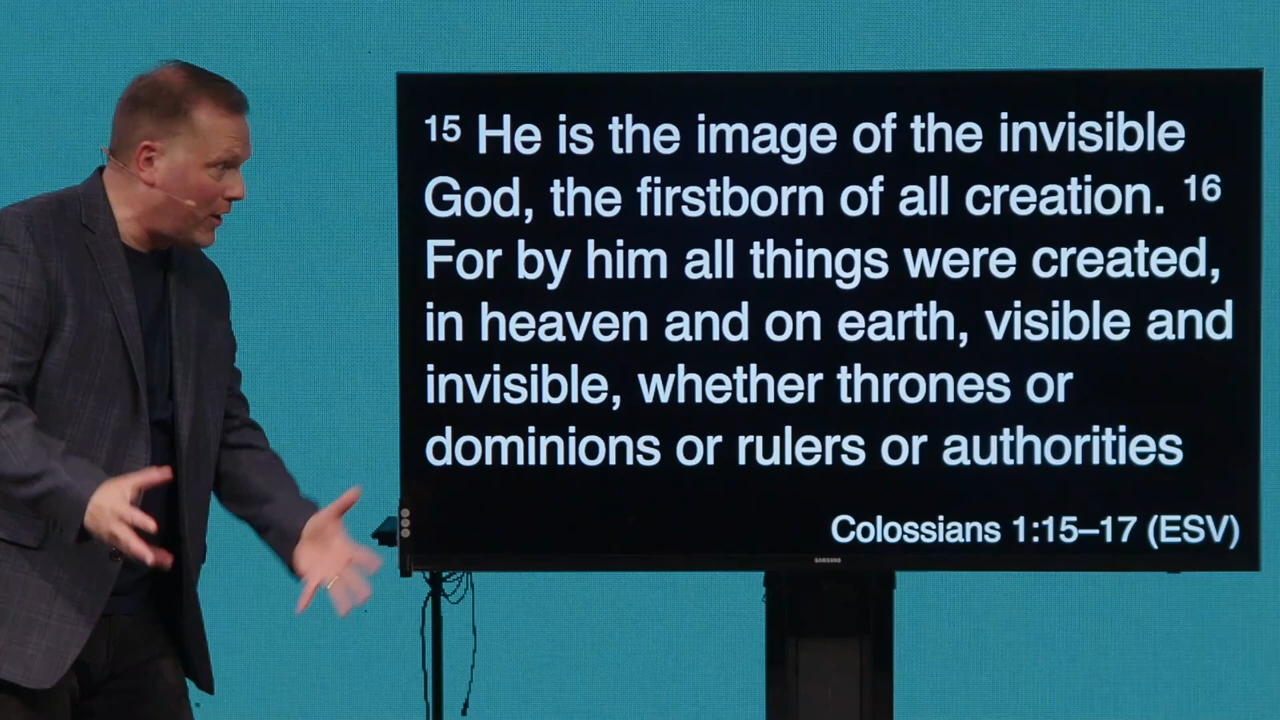 15 He is the image of the invisible
God, the firstborn of all creation. 16
For by him all things were created,
in heaven and on earth, visible and
invisible, whether thrones or
dominions or rulers or authorities
Colossians 1:15–17 (ESV)
SAMSUNG